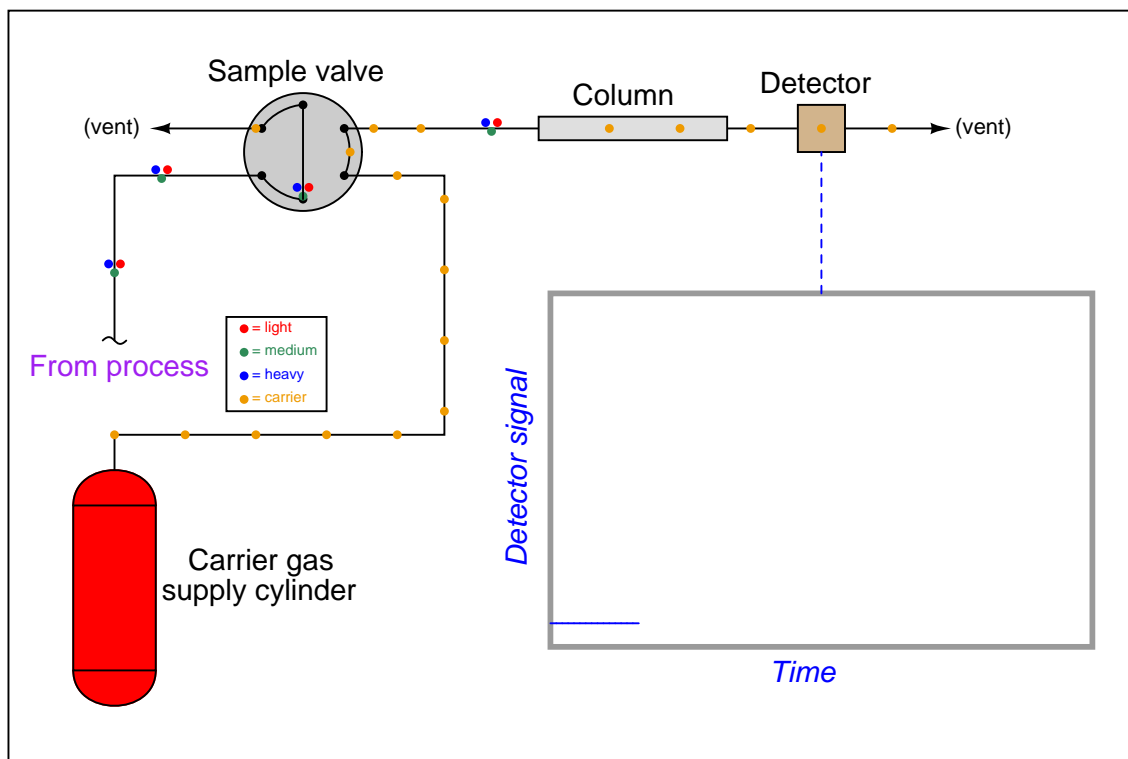 Sample valve
Column
Detector
(vent)
(vent)
= light
= medium
= heavy
= carrier
From process
Detector signal
Carrier gas
supply cylinder
Time